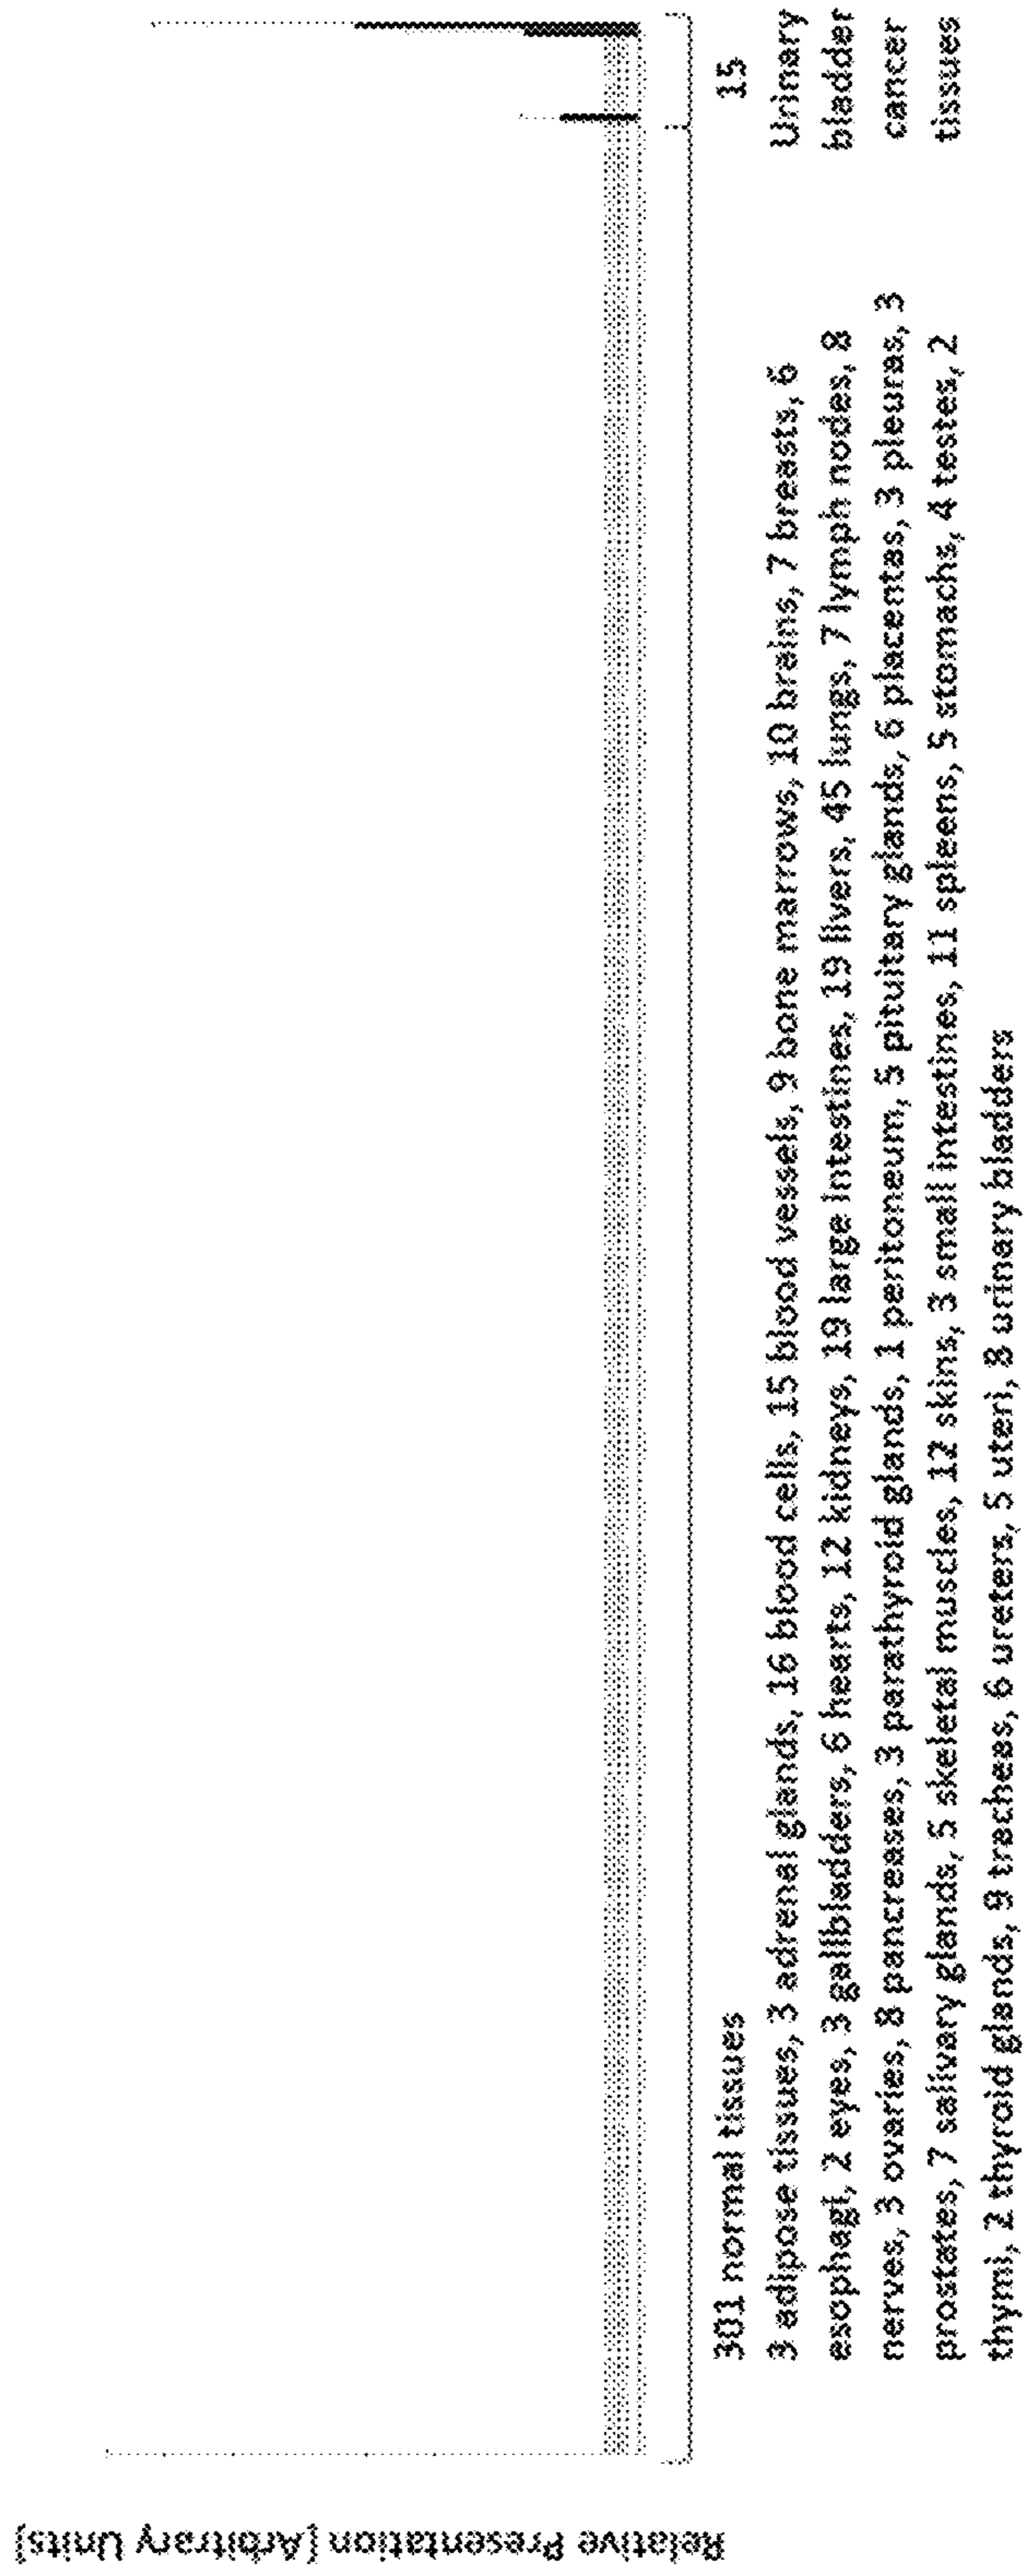 Relative Presentation [Arbitrary Units]
301 normal tissues
3 adipose tissues, 3 adrenal glands, 16 blood cells, 15 blood vessels, 9 bone marrows, 10 brains, 7 breasts, 6
esophagi, 2 eyes, 3 gallbladders, 6 hearts, 12 kidneys, 19 large intestines, 19 livers, 45 lungs, 7 lymph nodes, 8
nerves, 3 ovaries, 8 pancreases, 3 parathyroid glands, 1 peritoneum, 5 pituitary glands, 6 placentas, 3 pleuras, 3
prostates, 7 salivary glands, 5 skeletal muscles, 12 skins, 3 small intestines, 11 spleens, 5 stomachs, 4 testes, 2
thymi, 2 thyroid glands, 9 tracheas, 6 ureters, 5 uteri, 8 urinary bladders
15
Urinary
bladder
cancer
tissues